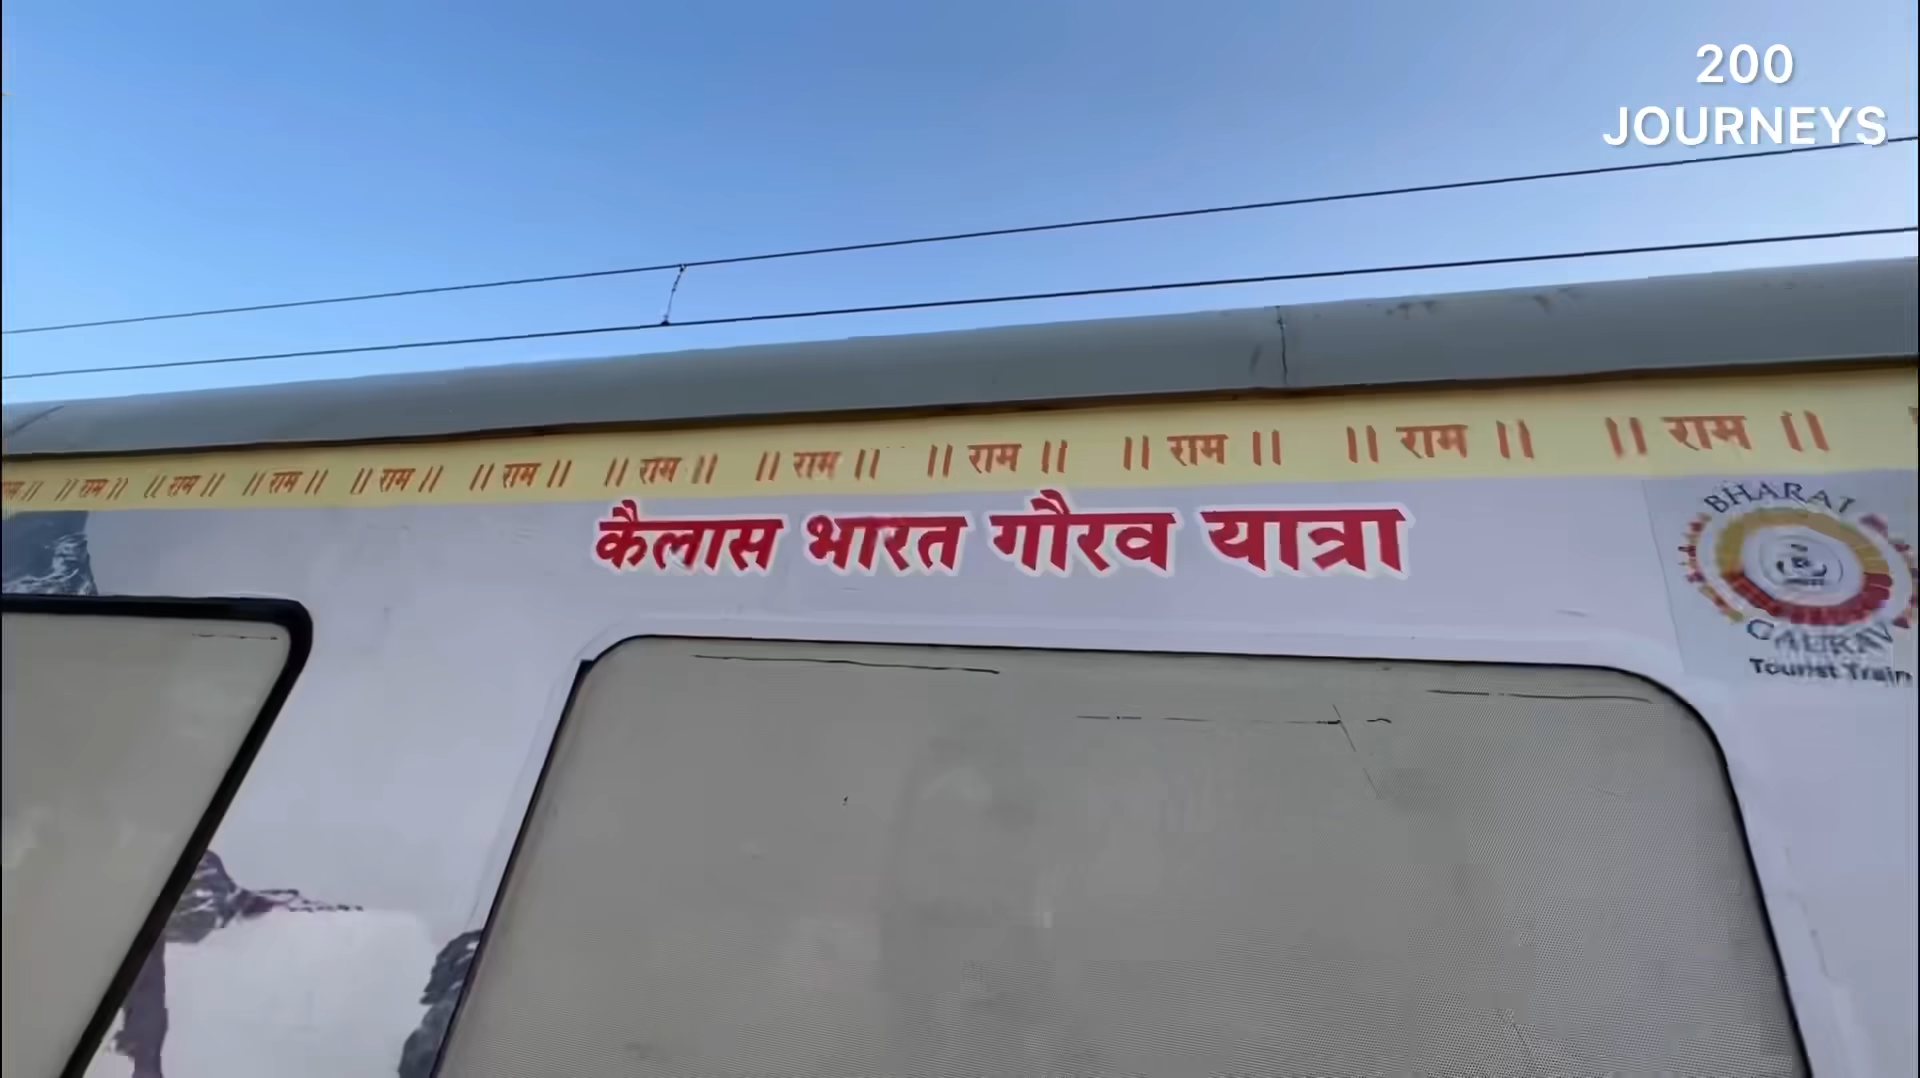 200
JOURNEYS
।। राम ।। ।। राम ।। ।। राम ।। ।। राम ।। ।। राम ।। ।। राम ।। ।। राम ।। ।। राम ।। ।। राम ।। ।। राम ।। ।। राम ।।
कैलास भारत गौरव यात्रा
BHARAT
GAURAV
Tourist Train